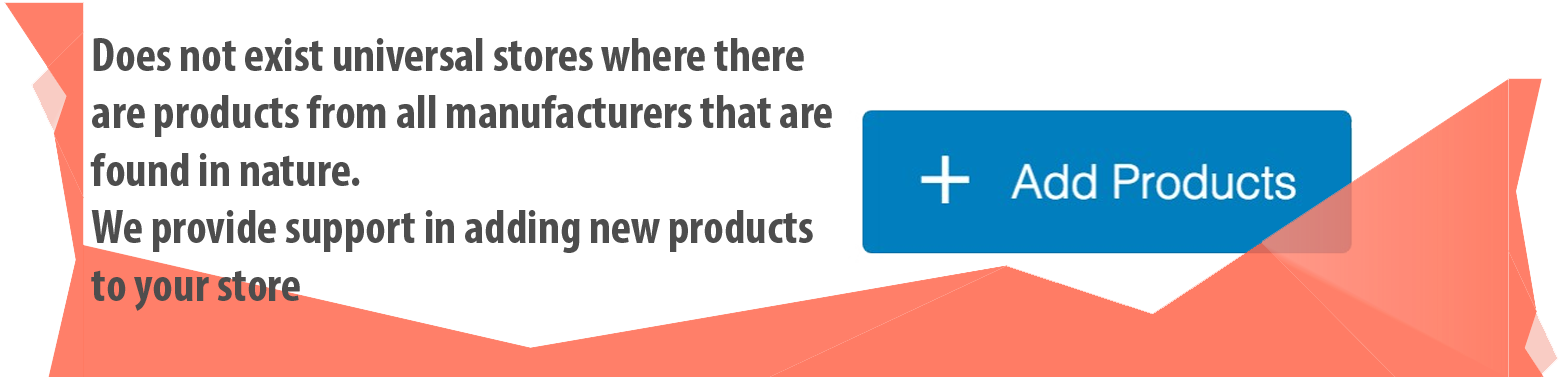 Does not exist universal stores where there
are products from all manufacturers that are
found in nature.
We provide support in adding new products
to your store
+ Add Products